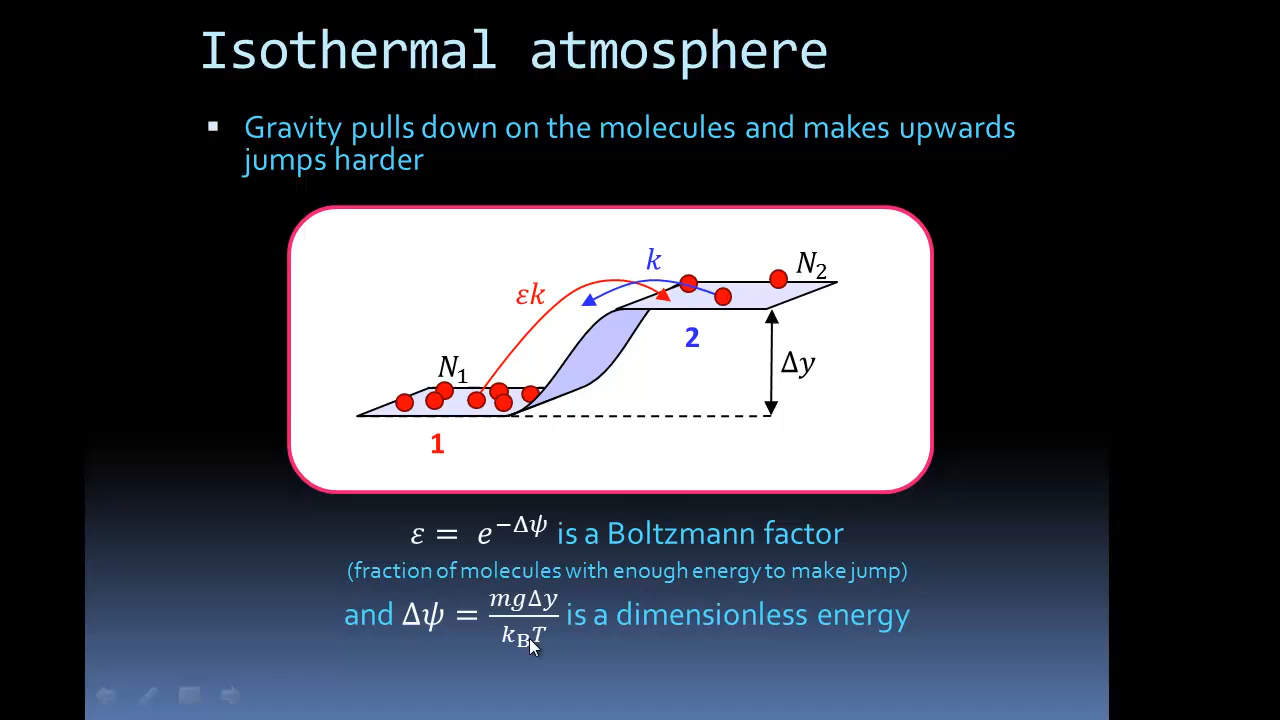 Isothermal atmosphere
▪ Gravity pulls down on the molecules and makes upwards
jumps harder
k
N₂
εk
2
Δy
N₁
1
ε = e^{−Δψ} is a Boltzmann factor
(fraction of molecules with enough energy to make jump)
and Δψ = mgΔy/k_BT is a dimensionless energy